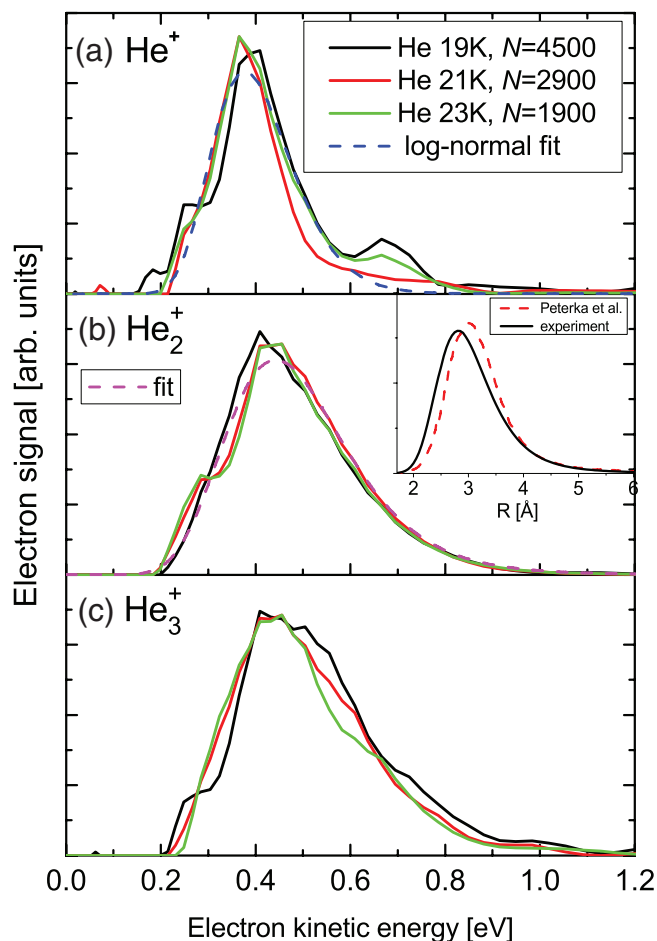 (a) He⁺
He 19K, N=4500
He 21K, N=2900
He 23K, N=1900
log-normal fit
(b) He₂⁺
fit
Peterka et al.
experiment
2 3 4 5 6
R [Å]
(c) He₃⁺
Electron signal [arb. units]
0.0 0.2 0.4 0.6 0.8 1.0 1.2
Electron kinetic energy [eV]